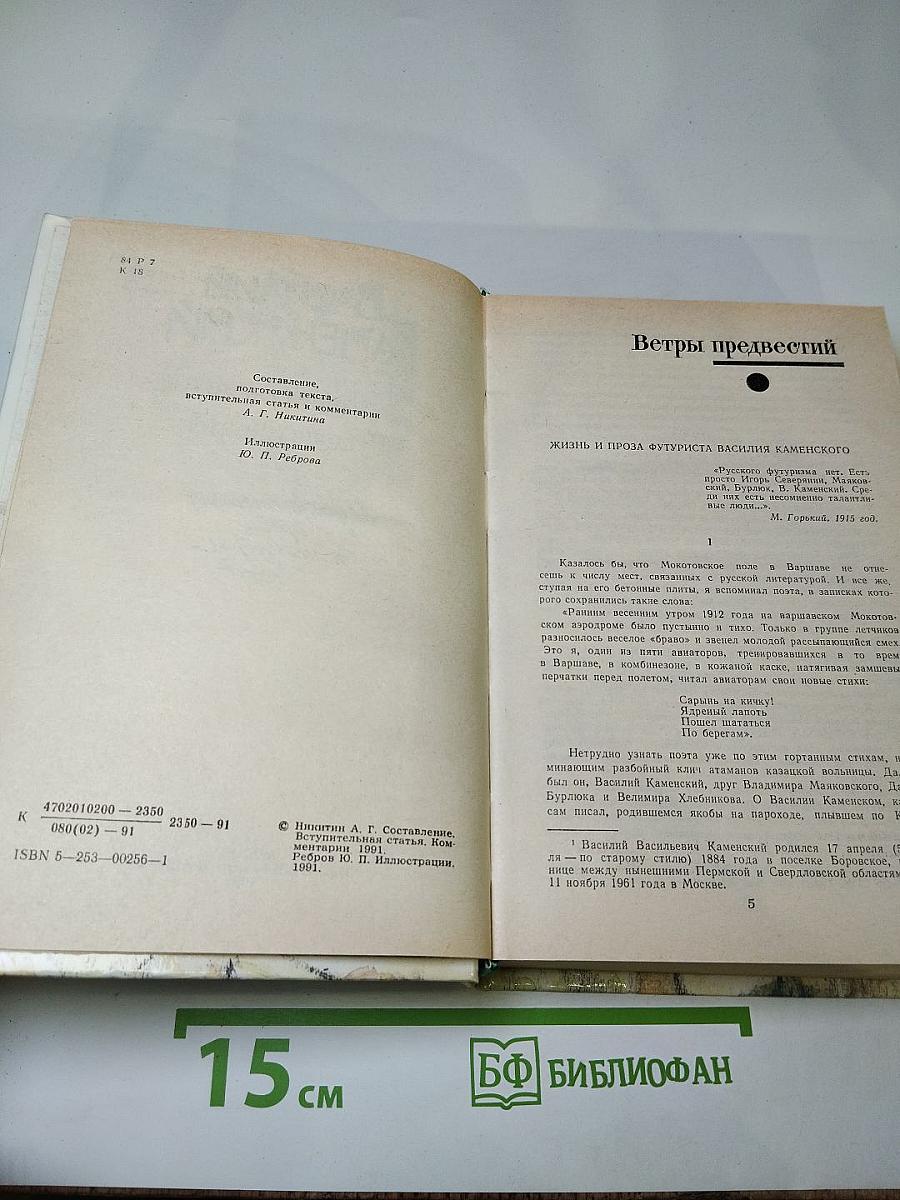 84 Р 7
К 18
Составление,
подготовка текста,
вступительная статья и комментарии
А. Г. Никитина
Иллюстрации
Ю. П. Реброва
К 4702010200 — 2350
080(02) — 91
2350 — 91
ISBN 5—253—00256—1
© Никитин А. Г. Составление.
Вступительная статья. Ком-
ментарии 1991.
Ребров Ю. П. Иллюстрации.
1991.
Ветры предвестий
ЖИЗНЬ И ПРОЗА ФУТУРИСТА ВАСИЛИЯ КАМЕНСКОГО
«Русского футуризма нет. Есть
просто Игорь Северянин, Маяков-
ский, Бурлюк, В. Каменский. Сре-
ди них есть несомненно талантли-
вые люди...».
М. Горький. 1915 год.
1
Казалось бы, что Мокотовское поле в Варшаве не отне-
сешь к числу мест, связанных с русской литературой. И все же,
ступая на его бетонные плиты, я вспоминал поэта, в записках кото-
рого сохранились такие слова:
«Ранним весенним утром 1912 года на варшавском Мокотов-
ском аэродроме было пустынно и тихо. Только в группе летчиков
разносилось веселое «браво» и звенел молодой рассыпающийся смех.
Это я, один из пяти авиаторов, тренировавшихся в то врем
в Варшаве, в комбинезоне, в кожаной каске, натягивая замшевы
перчатки перед полетом, читал авиаторам свои новые стихи:
Сарынь на кичку!
Ядреный лапоть
Пошел шататься
По берегам».
Нетрудно узнать поэта уже по этим гортанным стихам, н
минающим разбойный клич атаманов казацкой вольницы. Да,
был он, Василий Каменский, друг Владимира Маяковского, Да
Бурлюка и Велимира Хлебникова. О Василии Каменском, ка
сам писал, родившемся якобы на пароходе, плывшем по К
¹ Василий Васильевич Каменский родился 17 апреля (5
ля — по старому стилю) 1884 года в поселке Боровское,
нице между нынешними Пермской и Свердловской областям
11 ноября 1961 года в Москве.
5
15 см
БФ БИБЛИОФАН